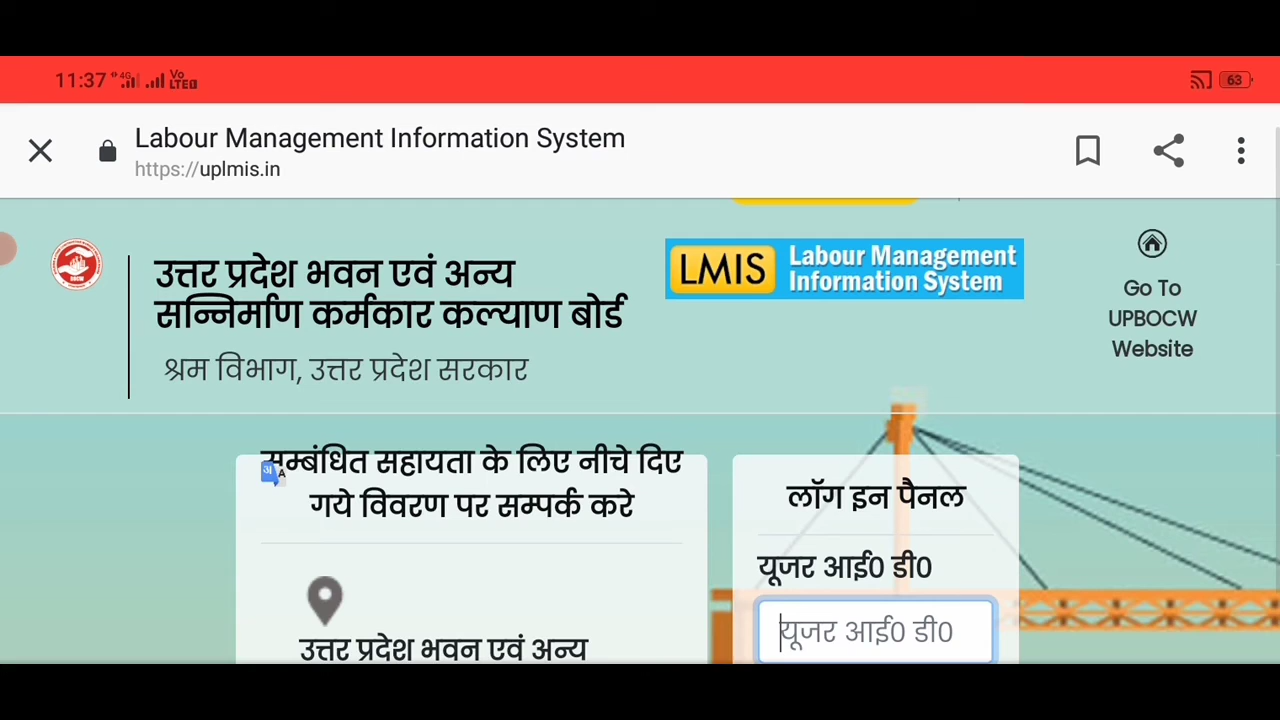 11:37
4G
Vo
LTE
63
Labour Management Information System
https://uplmis.in
उत्तर प्रदेश भवन एवं अन्य
सन्निर्माण कर्मकार कल्याण बोर्ड
श्रम विभाग, उत्तर प्रदेश सरकार
LMIS
Labour Management
Information System
Go To
UPBOCW
Website
सम्बंधित सहायता के लिए नीचे दिए
गये विवरण पर सम्पर्क करे
उत्तर प्रदेश भवन एवं अन्य
लॉग इन पैनल
यूजर आई0 डी0
यूजर आई0 डी0